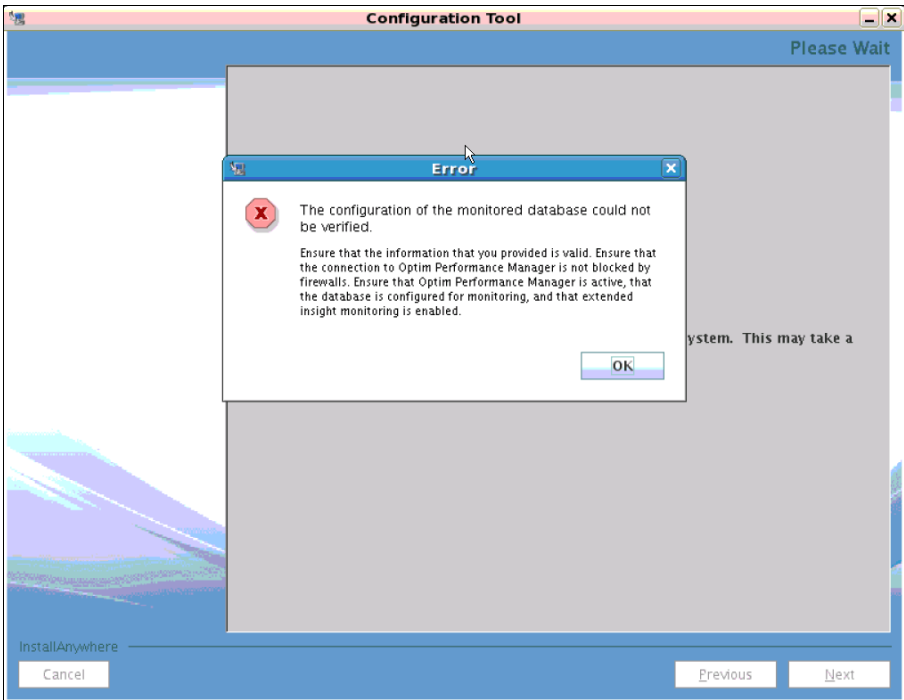 Configuration Tool
Please Wait
Error
The configuration of the monitored database could not
be verified.
Ensure that the information that you provided is valid. Ensure that
the connection to Optim Performance Manager is not blocked by
firewalls. Ensure that Optim Performance Manager is active, that
the database is configured for monitoring, and that extended
insight monitoring is enabled.
ystem. This may take a
OK
InstallAnywhere
Cancel
Previous
Next